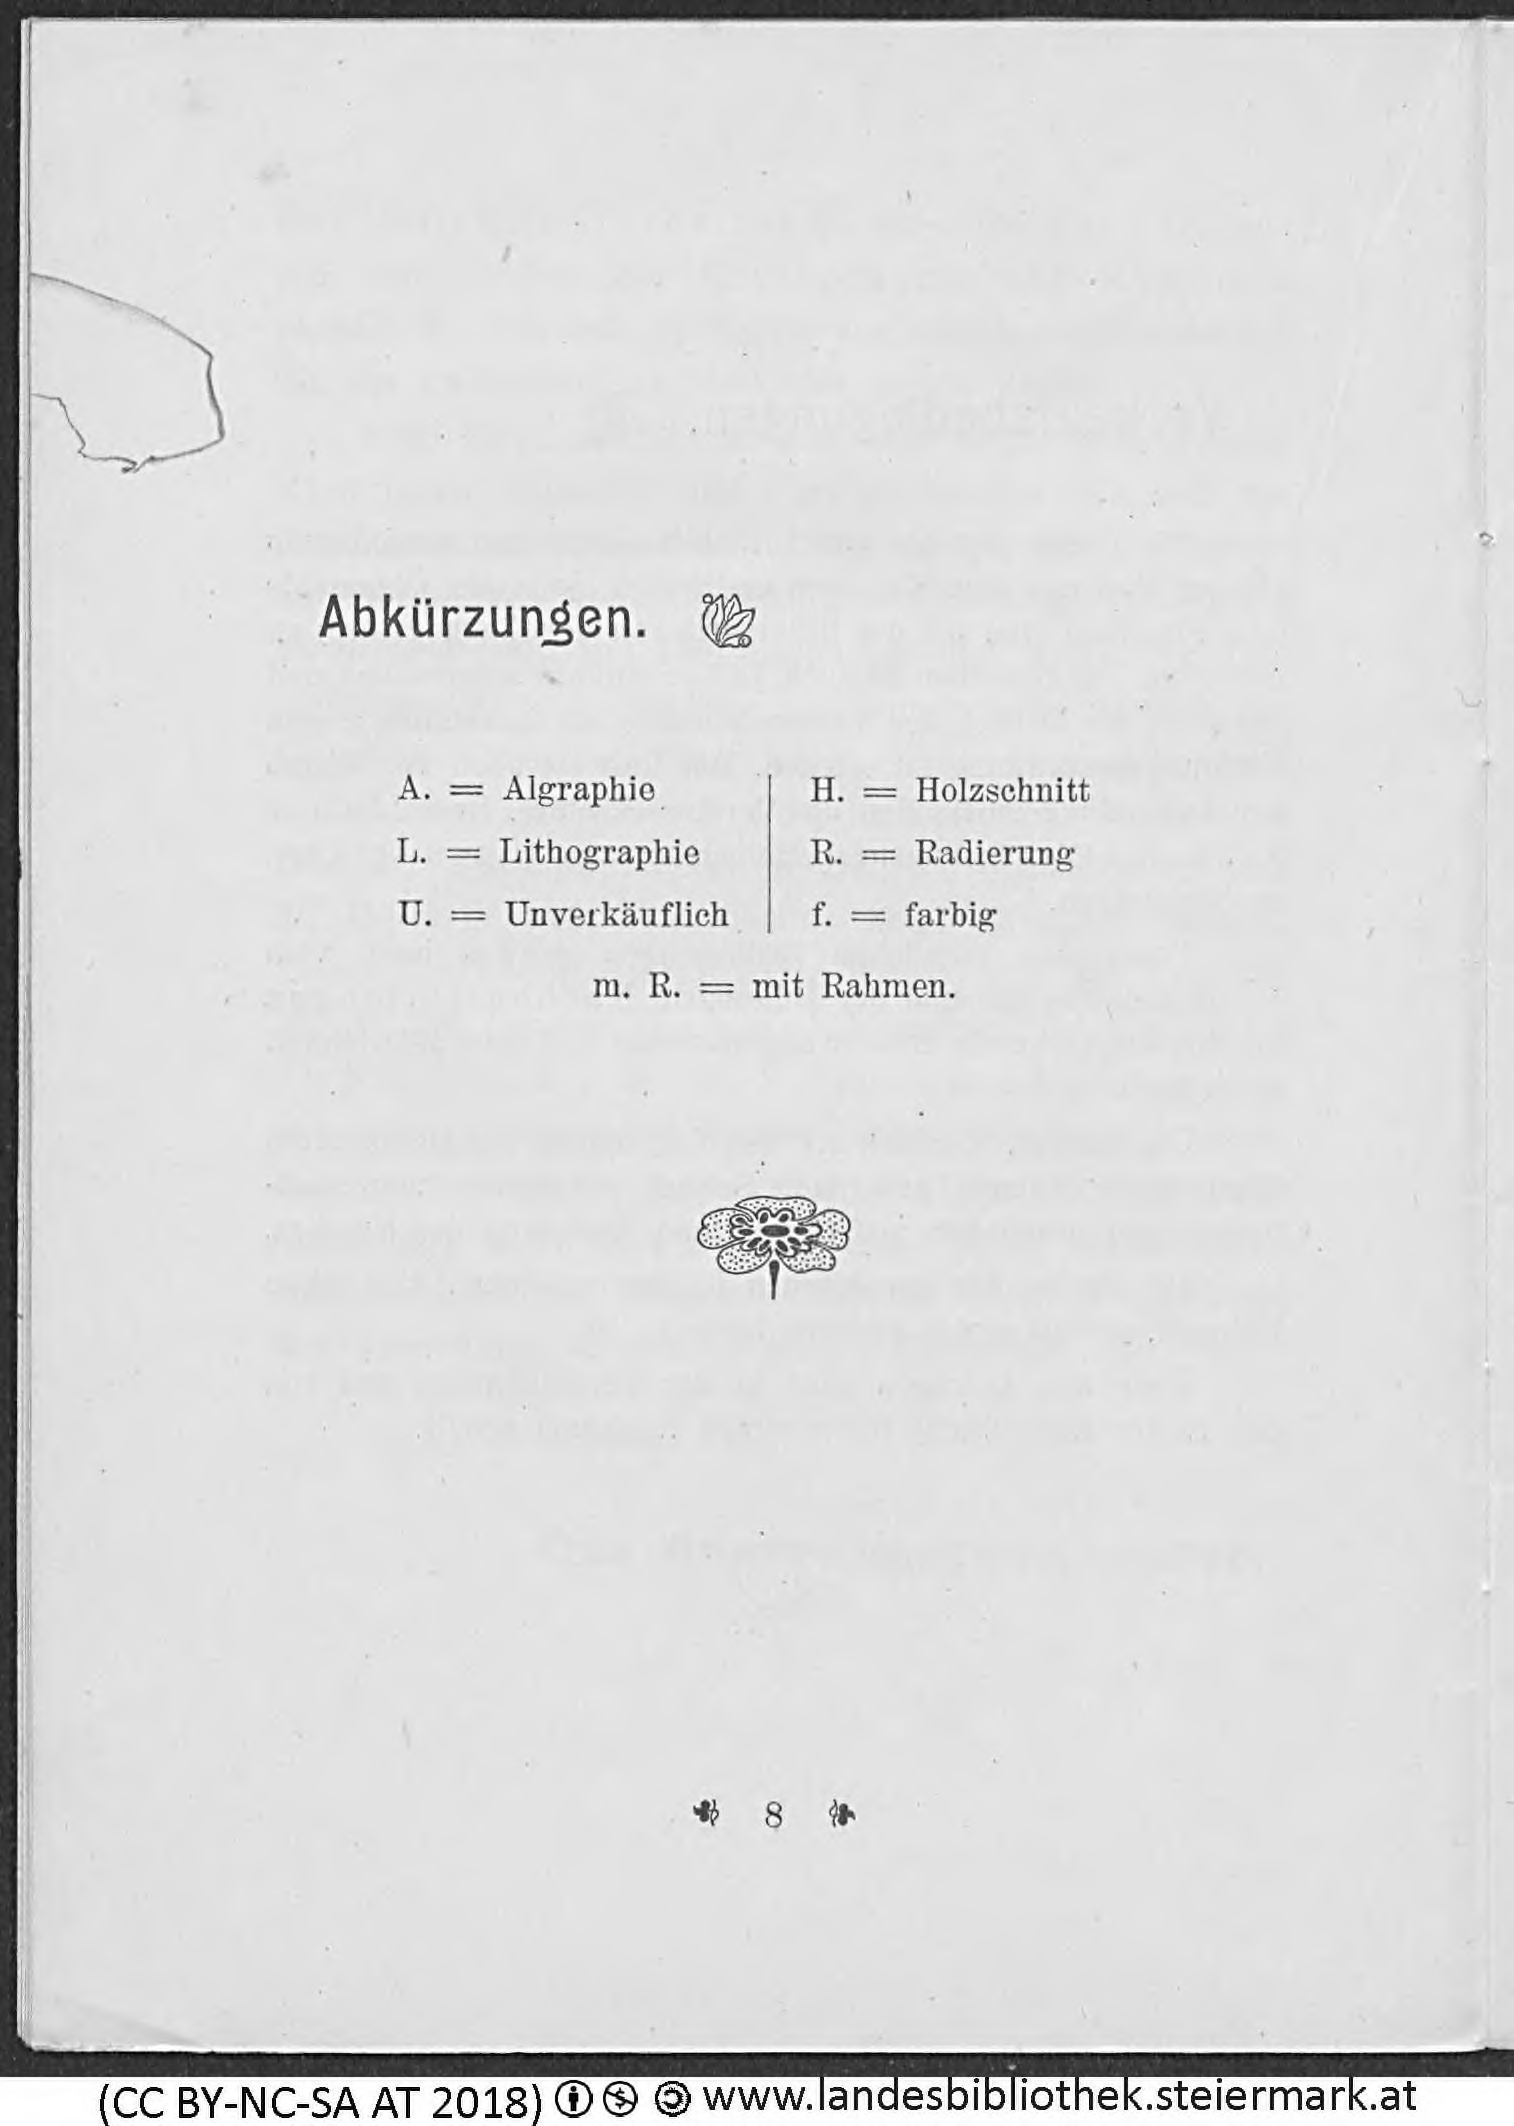 Abkürzungen.
A. = Algraphie
L. = Lithographie
U. = Unverkäuflich
H. = Holzschnitt
R. = Radierung
f. = farbig
m. R. = mit Rahmen.
8
(CC BY-NC-SA AT 2018) www.landesbibliothek.steiermark.at